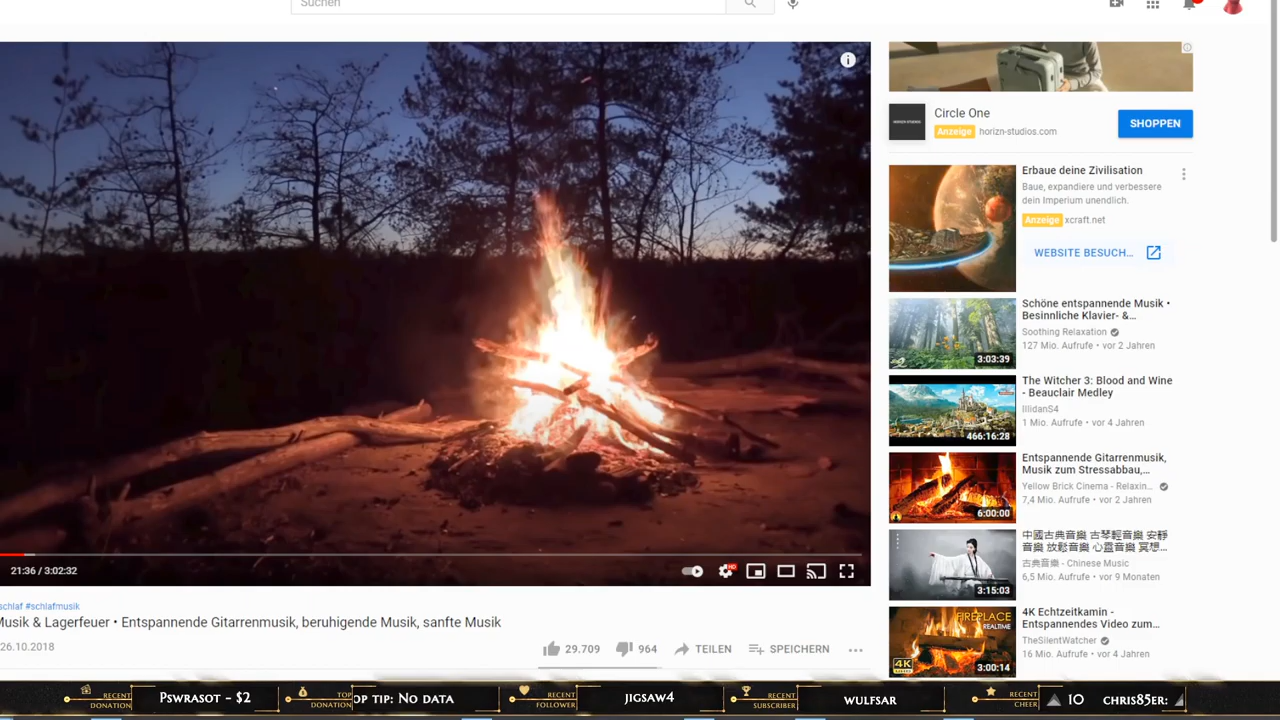 Suchen
Circle One
HORIZN-STUDIOS
Anzeige horizn-studios.com
SHOPPEN
Erbaue deine Zivilisation
Baue, expandiere und verbessere
dein Imperium unendlich.
Anzeige xcraft.net
WEBSITE BESUCH...
Schöne entspannende Musik •
Besinnliche Klavier- &...
Soothing Relaxation
127 Mio. Aufrufe • vor 2 Jahren
3:03:39
The Witcher 3: Blood and Wine
- Beauclair Medley
IllidanS4
1 Mio. Aufrufe • vor 4 Jahren
466:16:28
Entspannende Gitarrenmusik,
Musik zum Stressabbau,...
Yellow Brick Cinema - Relaxin...
7,4 Mio. Aufrufe • vor 2 Jahren
6:00:00
中國古典音樂 古琴輕音樂 安靜
音樂 放鬆音樂 心靈音樂 冥想...
古典音樂 - Chinese Music
6,5 Mio. Aufrufe • vor 9 Monaten
3:15:03
4K Echtzeitkamin -
Entspannendes Video zum...
TheSilentWatcher
16 Mio. Aufrufe • vor 4 Jahren
FIREPLACE
REALTIME
4K
3:00:14
21:36 / 3:02:32
HD
schlaf #schlafmusik
Musik & Lagerfeuer • Entspannende Gitarrenmusik, beruhigende Musik, sanfte Musik
26.10.2018
29.709
964
TEILEN
SPEICHERN
RECENT
DONATION
Pswrasot - $2
TOP
DONATION
OP TIP: No DATA
RECENT
FOLLOWER
JIGSAW4
RECENT
SUBSCRIBER
WULFSAR
RECENT
CHEER
10
CHRIS85ER: